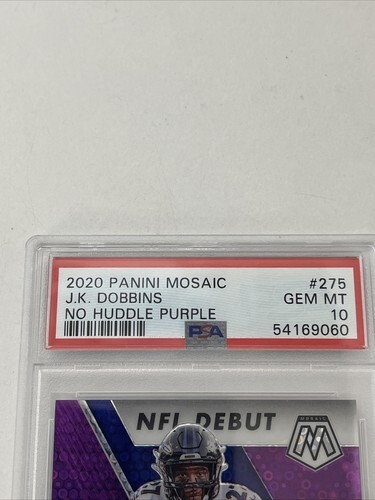 2020 PANINI MOSAIC #275
J.K. DOBBINS GEM MT
NO HUDDLE PURPLE 10
PSA 54169060
NFL DEBUT
MOSAIC